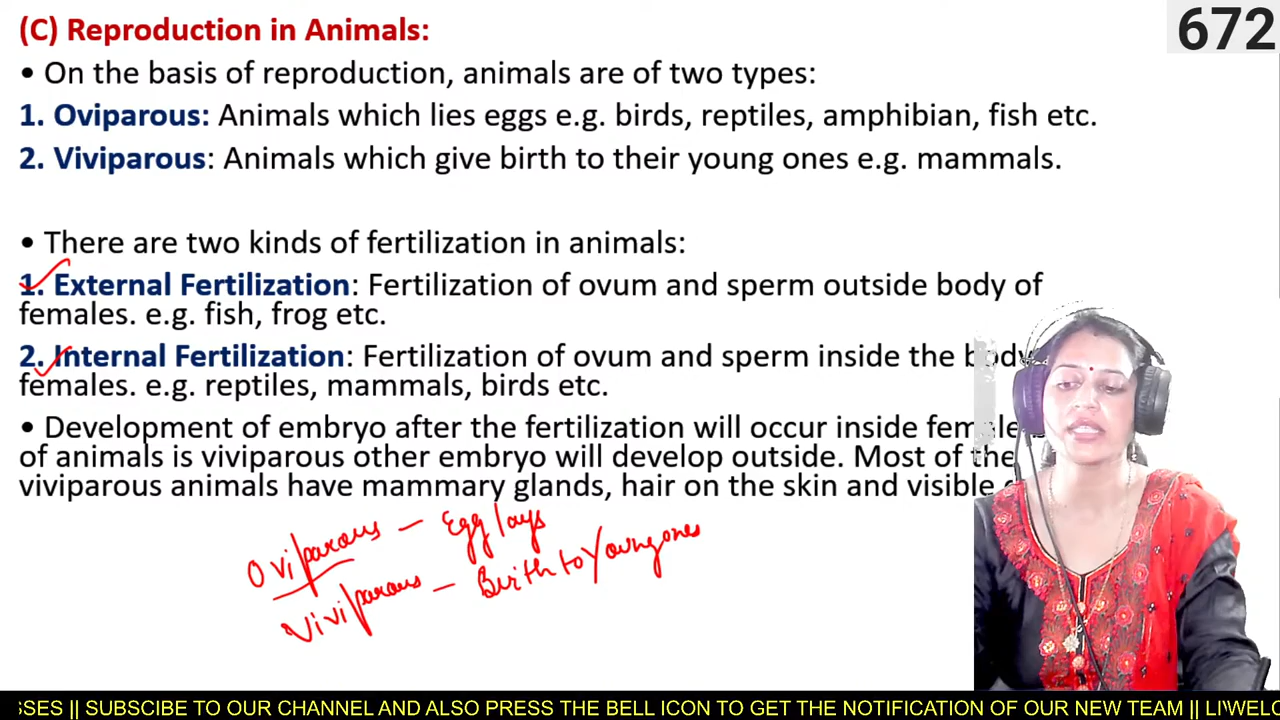 (C) Reproduction in Animals:
672
• On the basis of reproduction, animals are of two types:
1. Oviparous: Animals which lies eggs e.g. birds, reptiles, amphibian, fish etc.
2. Viviparous: Animals which give birth to their young ones e.g. mammals.
• There are two kinds of fertilization in animals:
1. External Fertilization: Fertilization of ovum and sperm outside body of
females. e.g. fish, frog etc.
2. Internal Fertilization: Fertilization of ovum and sperm inside the body
females. e.g. reptiles, mammals, birds etc.
• Development of embryo after the fertilization will occur inside
of animals is viviparous other embryo will develop outside. Most of the
viviparous animals have mammary glands, hair on the skin and visible
Oviparous — Egg lays
Viviparous — Birth to Young ones
SSES || SUBSCIBE TO OUR CHANNEL AND ALSO PRESS THE BELL ICON TO GET THE NOTIFICATION OF OUR NEW TEAM ||